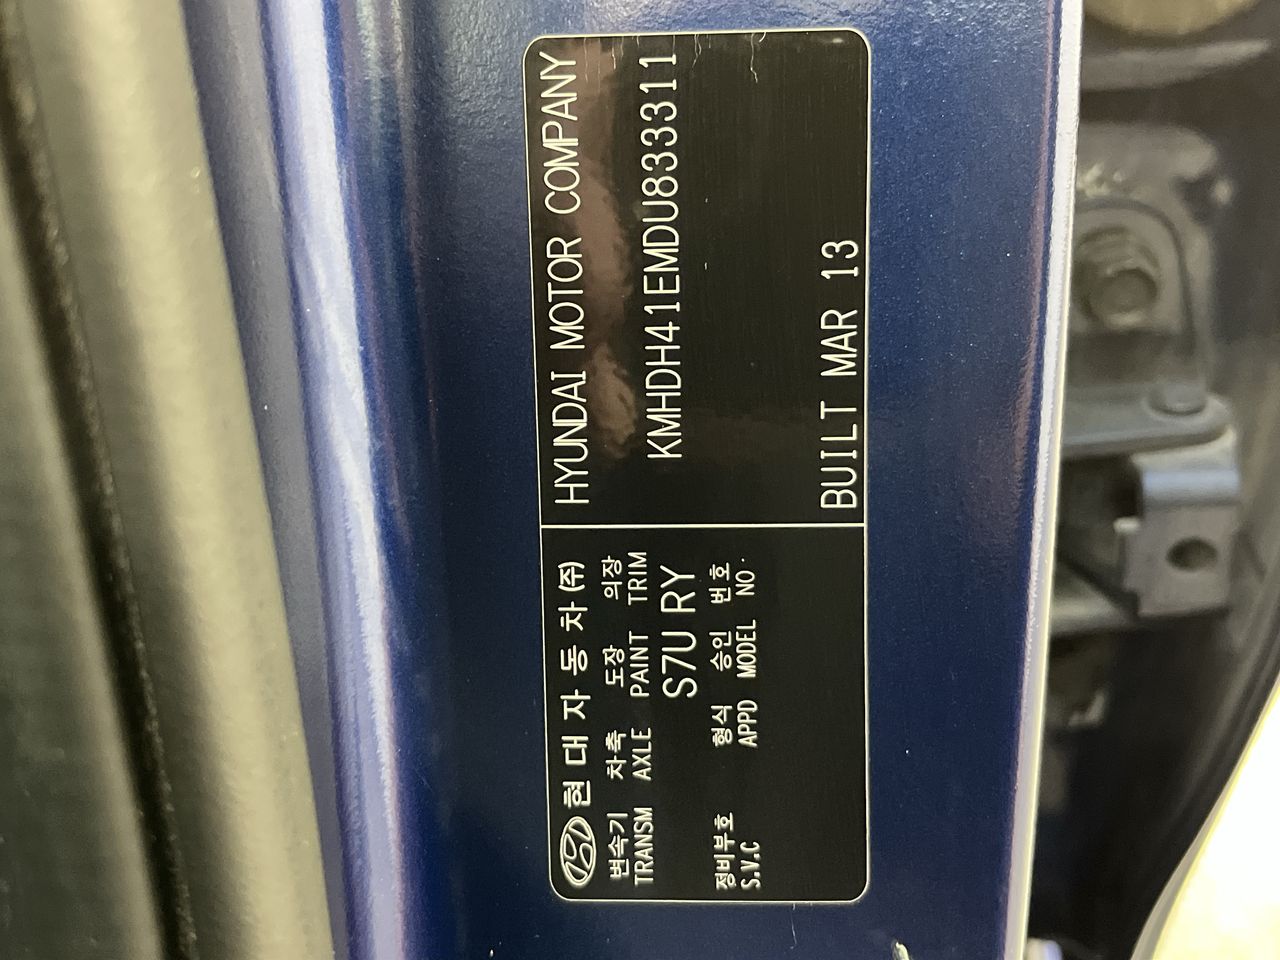 현대자동차(주)
변속기 차축 도장 의장
TRANSM AXLE PAINT TRIM
S7U RY
정비부호 형식 승인 번호
S.V.C APPD MODEL NO.
HYUNDAI MOTOR COMPANY
KMHDH41EMDU833311
BUILT MAR 13